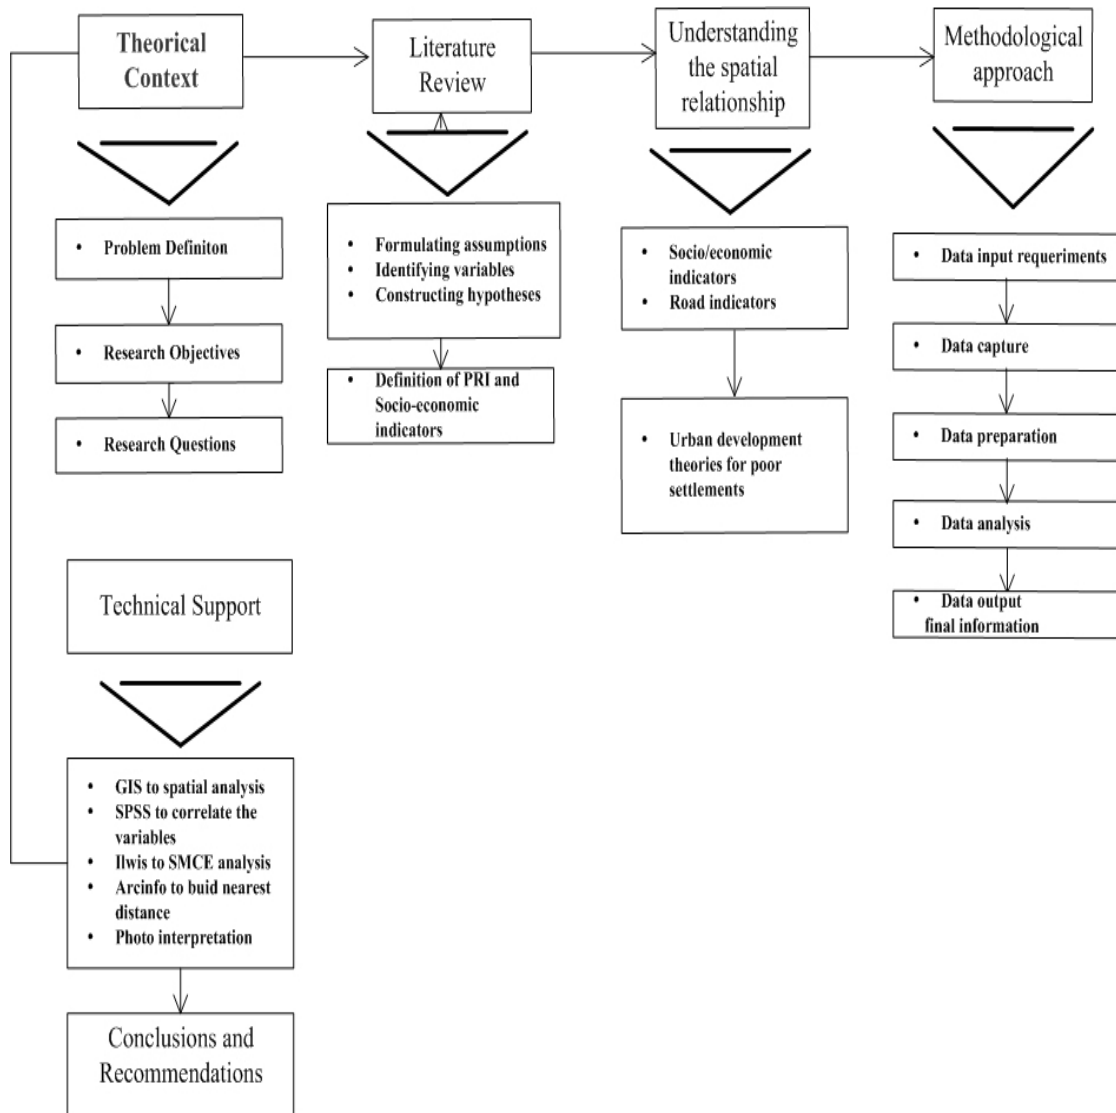 Theorical
Context
Literature
Review
Understanding
the spatial
relationship
Methodological
approach
• Problem Definiton
• Research Objectives
• Research Questions
• Formulating assumptions
• Identifying variables
• Constructing hypotheses
• Definition of PRI and
Socio-economic
indicators
• Socio/economic
indicators
• Road indicators
• Urban development
theories for poor
settlements
• Data input requeriments
• Data capture
• Data preparation
• Data analysis
• Data output
final information
Technical Support
• GIS to spatial analysis
• SPSS to correlate the
variables
• Ilwis to SMCE analysis
• Arcinfo to buid nearest
distance
• Photo interpretation
Conclusions and
Recommendations